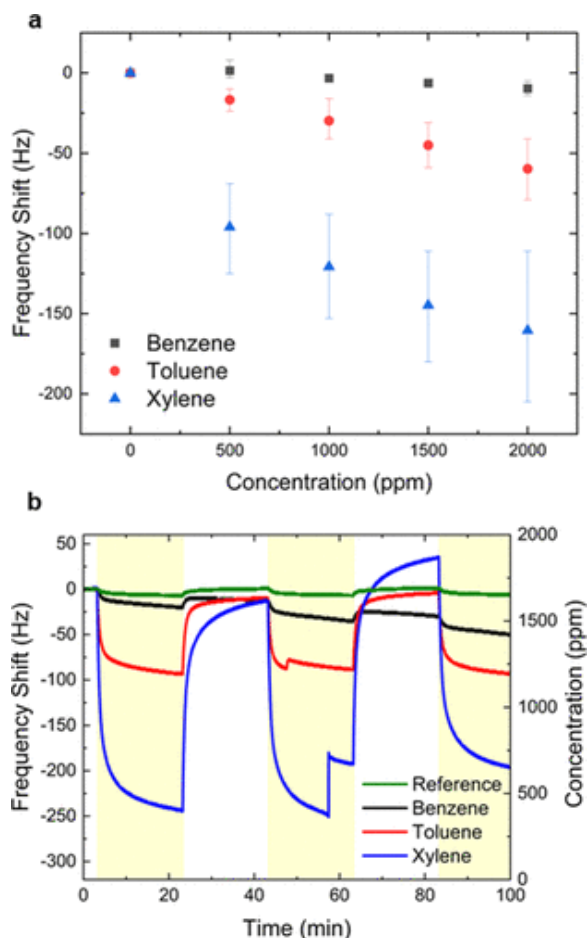 a
0
-50
-100
-150
-200
Frequency Shift (Hz)
Benzene
Toluene
Xylene
0 500 1000 1500 2000
Concentration (ppm)
b
50
0
-50
-100
-150
-200
-250
-300
Frequency Shift (Hz)
2000
1500
1000
500
0
Concentration (ppm)
Reference
Benzene
Toluene
Xylene
0 20 40 60 80 100
Time (min)